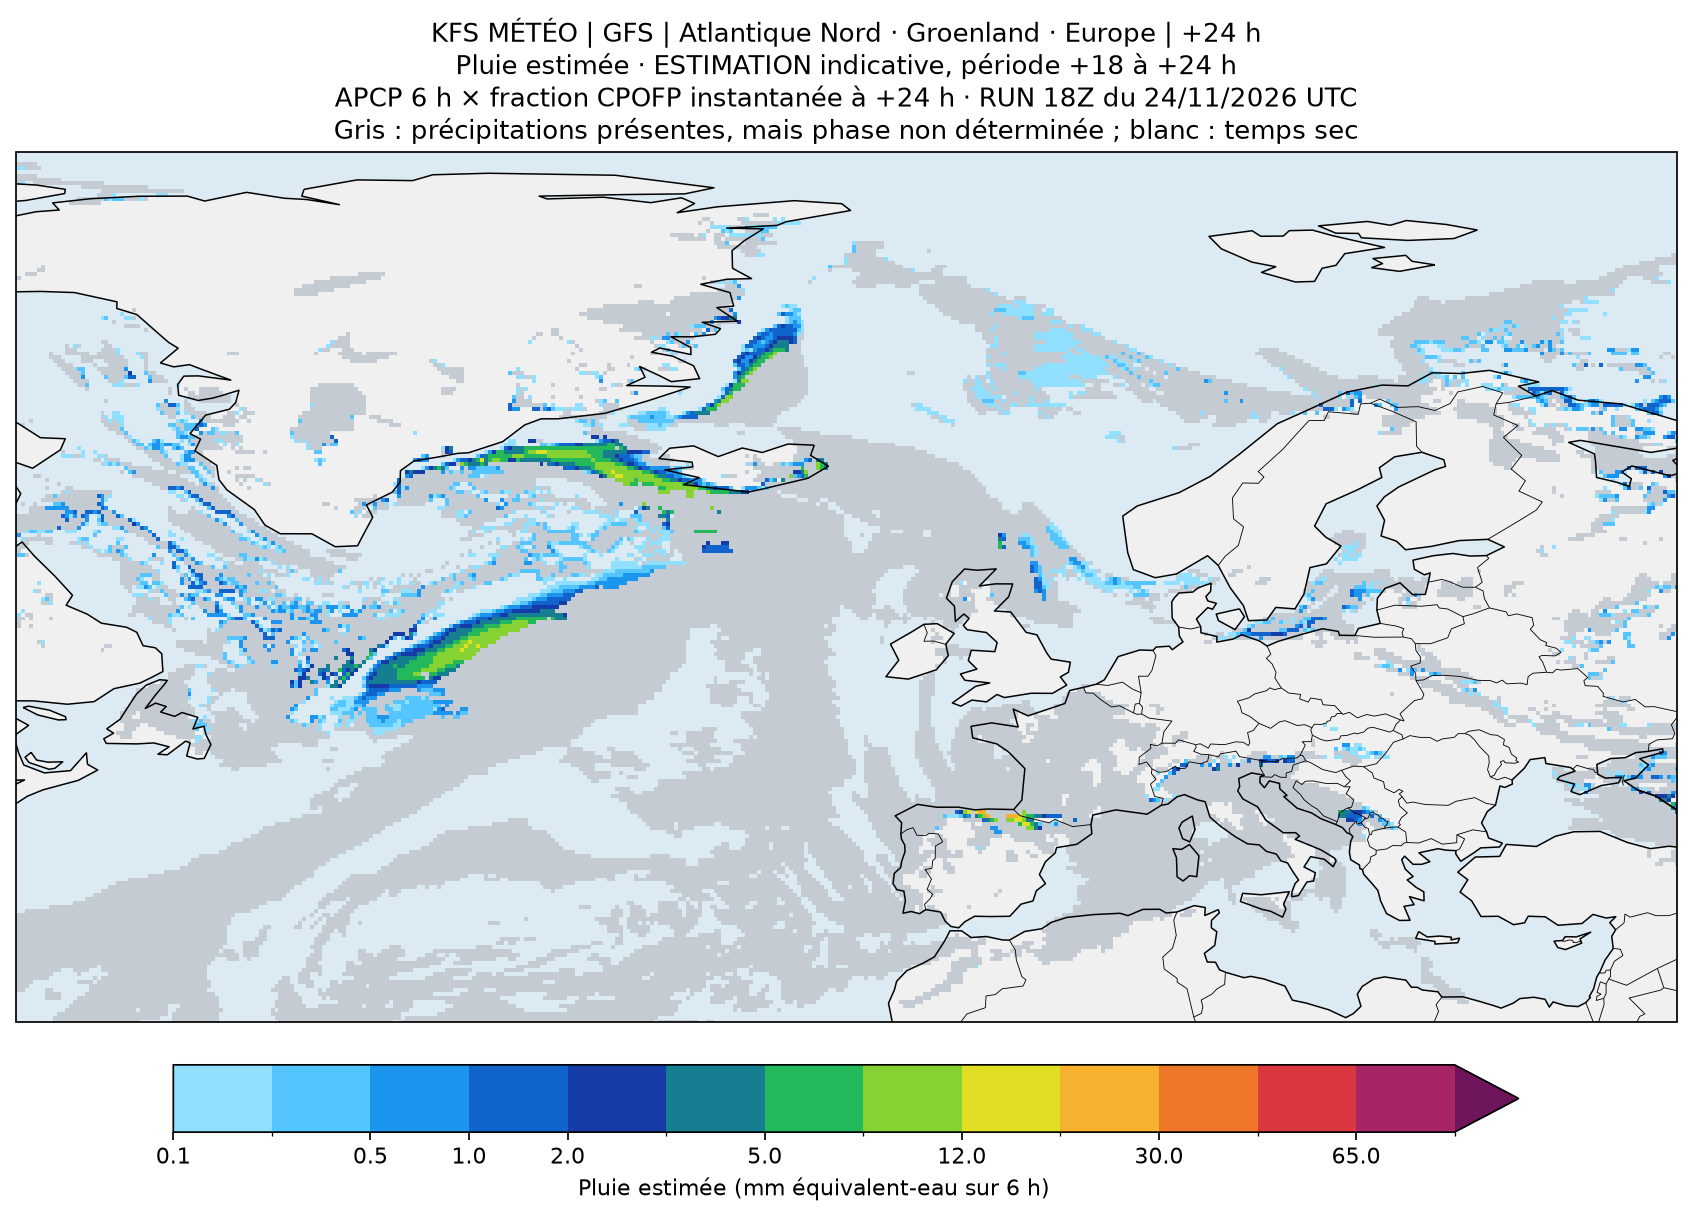 KFS MÉTÉO | GFS | Atlantique Nord · Groenland · Europe | +24 h
Pluie estimée · ESTIMATION indicative, période +18 à +24 h
APCP 6 h × fraction CPOFP instantanée à +24 h · RUN 18Z du 24/11/2026 UTC
Gris : précipitations présentes, mais phase non déterminée ; blanc : temps sec
0.1 0.5 1.0 2.0 5.0 12.0 30.0 65.0
Pluie estimée (mm équivalent-eau sur 6 h)